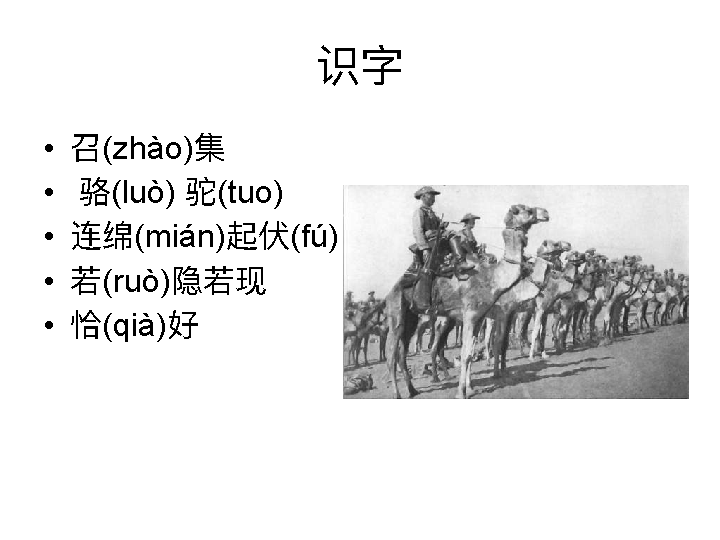 识字
• 召(zhào)集
• 骆(luò) 驼(tuo)
• 连绵(mián)起伏(fú)
• 若(ruò)隐若现
• 恰(qià)好